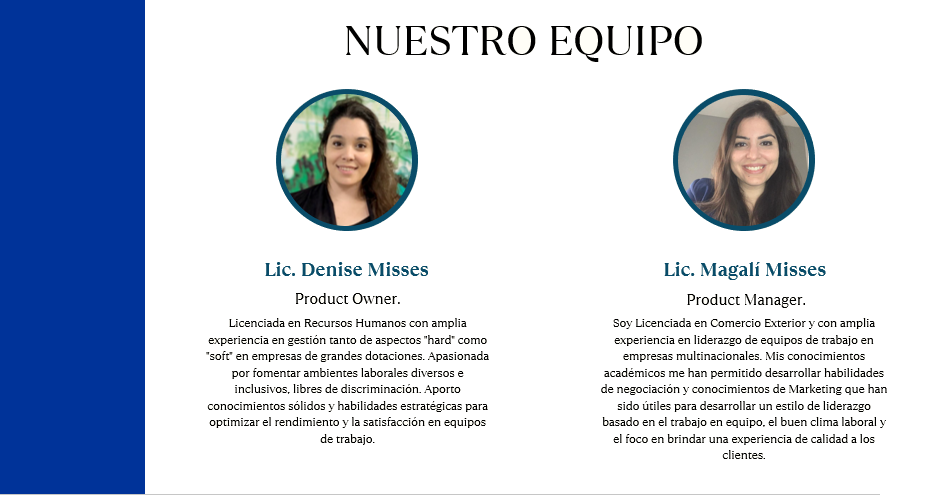 NUESTRO EQUIPO
Lic. Denise Misses
Product Owner.
Licenciada en Recursos Humanos con amplia
experiencia en gestión tanto de aspectos "hard" como
"soft" en empresas de grandes dotaciones. Apasionada
por fomentar ambientes laborales diversos e
inclusivos, libres de discriminación. Aporto
conocimientos sólidos y habilidades estratégicas para
optimizar el rendimiento y la satisfacción en equipos
de trabajo.
Lic. Magalí Misses
Product Manager.
Soy Licenciada en Comercio Exterior y con amplia
experiencia en liderazgo de equipos de trabajo en
empresas multinacionales. Mis conocimientos
académicos me han permitido desarrollar habilidades
de negociación y conocimientos de Marketing que han
sido útiles para desarrollar un estilo de liderazgo
basado en el trabajo en equipo, el buen clima laboral y
el foco en brindar una experiencia de calidad a los
clientes.